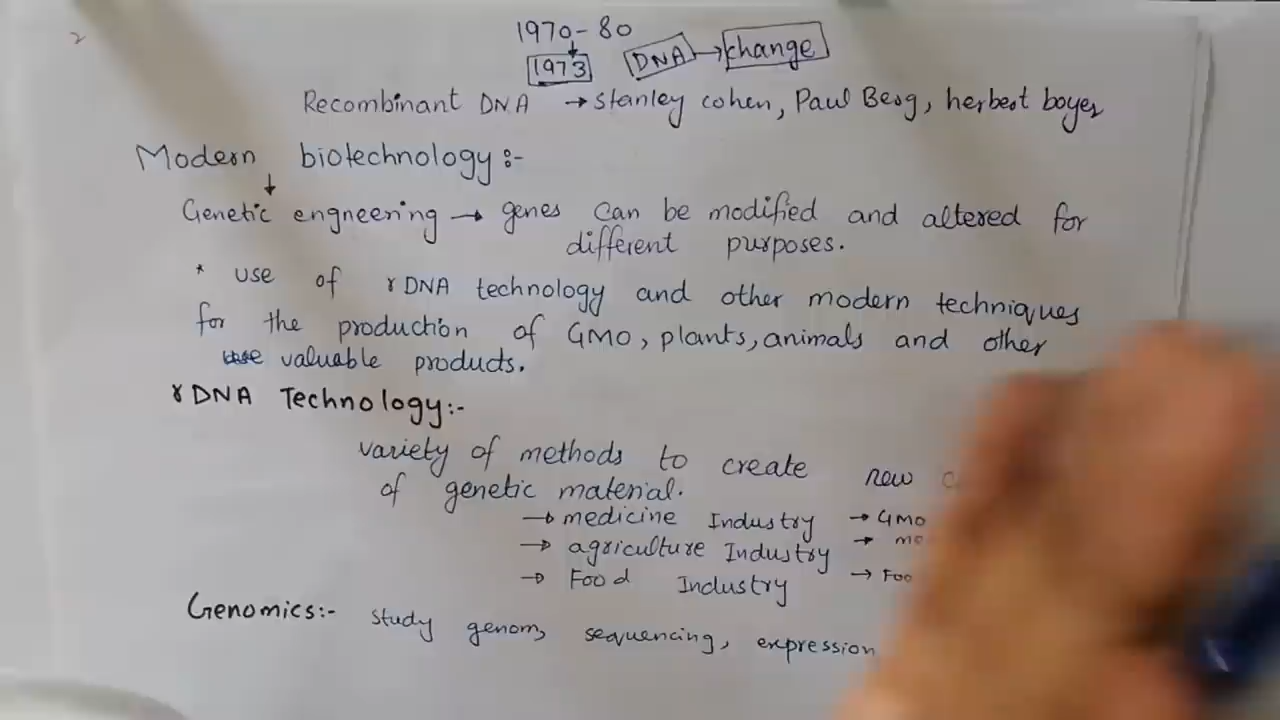 1970-80
1973 DNA → change
Recombinant DNA → Stanley cohen, Paul Berg, herbert boyer
Modern biotechnology :-
↓
Genetic engneering → genes can be modified and altered for
different purposes.
* use of rDNA technology and other modern techniques
for the production of GMO, plants, animals and other
valuable products.
rDNA Technology:-
variety of methods to create new
of genetic material.
→ medicine Industry → GMO
→ agriculture Industry →
→ Food Industry →
Genomics:- study genom, sequencing, expression